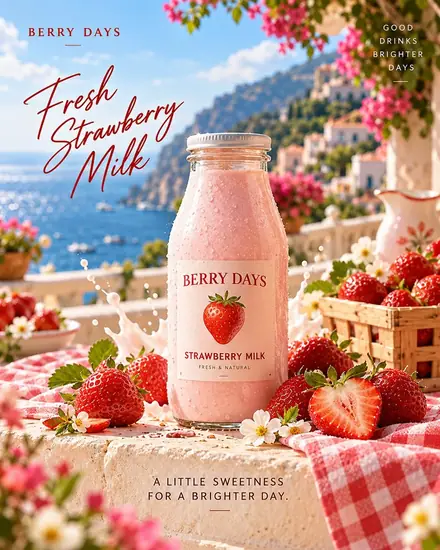 BERRY DAYS
GOOD
DRINKS
BRIGHTER
DAYS
Fresh
Strawberry
Milk
BERRY DAYS
STRAWBERRY MILK
FRESH & NATURAL
A LITTLE SWEETNESS
FOR A BRIGHTER DAY.